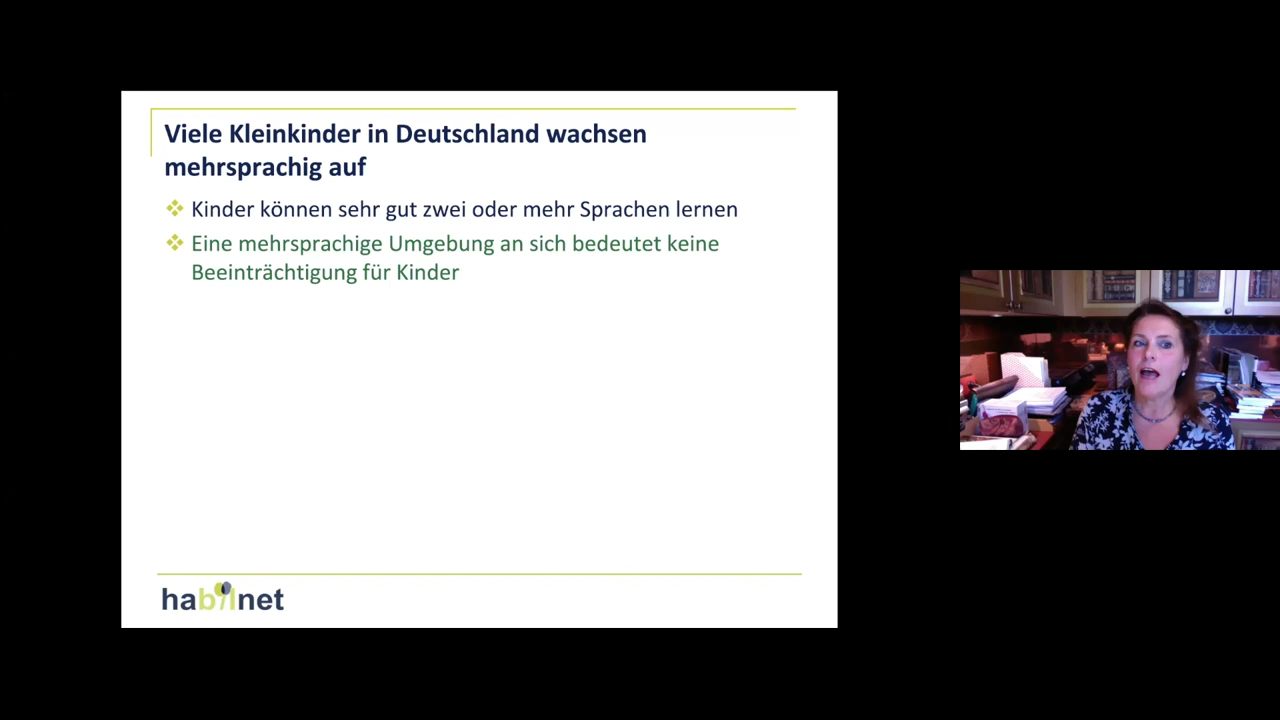 Viele Kleinkinder in Deutschland wachsen
mehrsprachig auf
Kinder können sehr gut zwei oder mehr Sprachen lernen
Eine mehrsprachige Umgebung an sich bedeutet keine
Beeinträchtigung für Kinder
habilnet